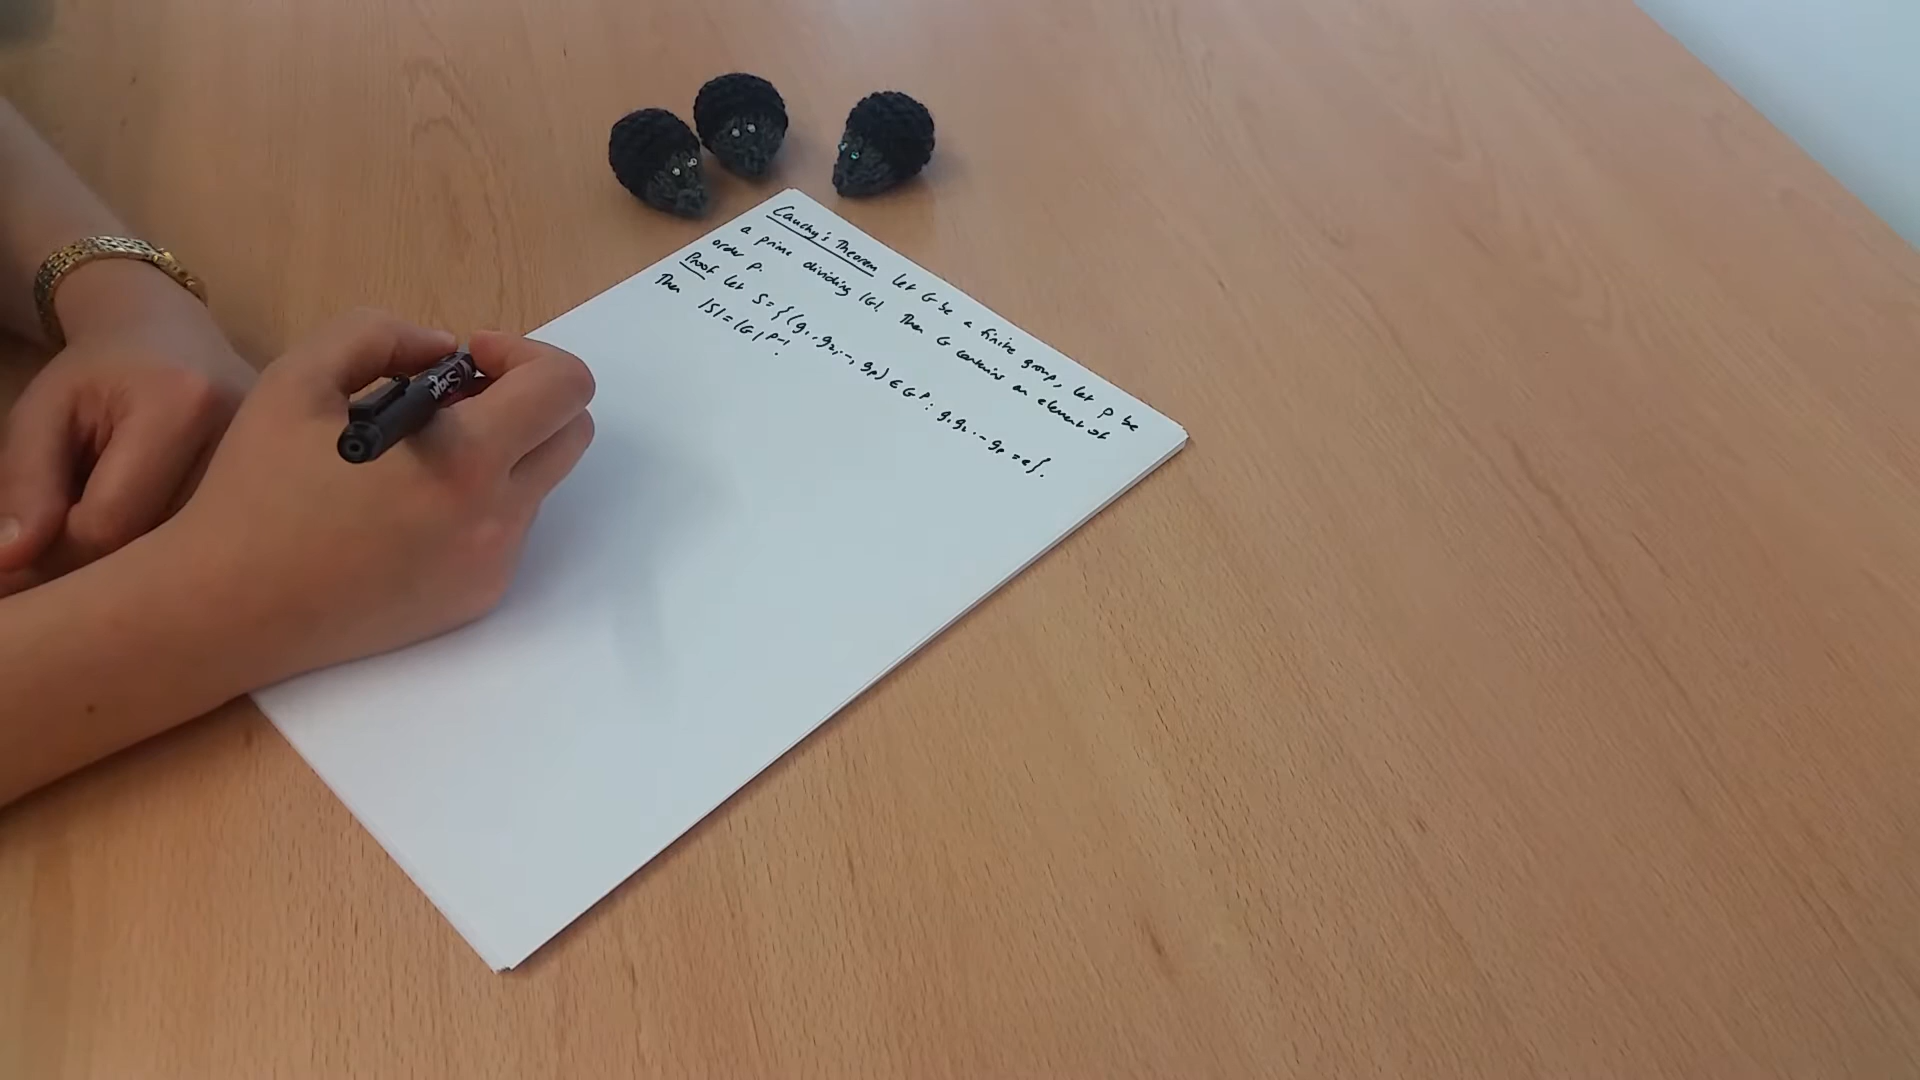 Cauchy's Theorem Let G be a finite group, let p be
a prime dividing |G|. Then G contains an element of
order p.
Proof Let S = {(g₁, g₂, ..., gₚ) ∈ Gᵖ : g₁g₂...gₚ = e}.
Then |S| = |G|ᵖ⁻¹.